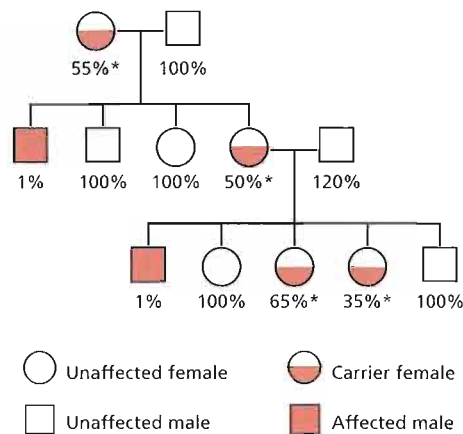 55%* 100%
1% 100% 100% 50%* 120%
1% 100% 65%* 35%* 100%
Unaffected female Carrier female
Unaffected male Affected male